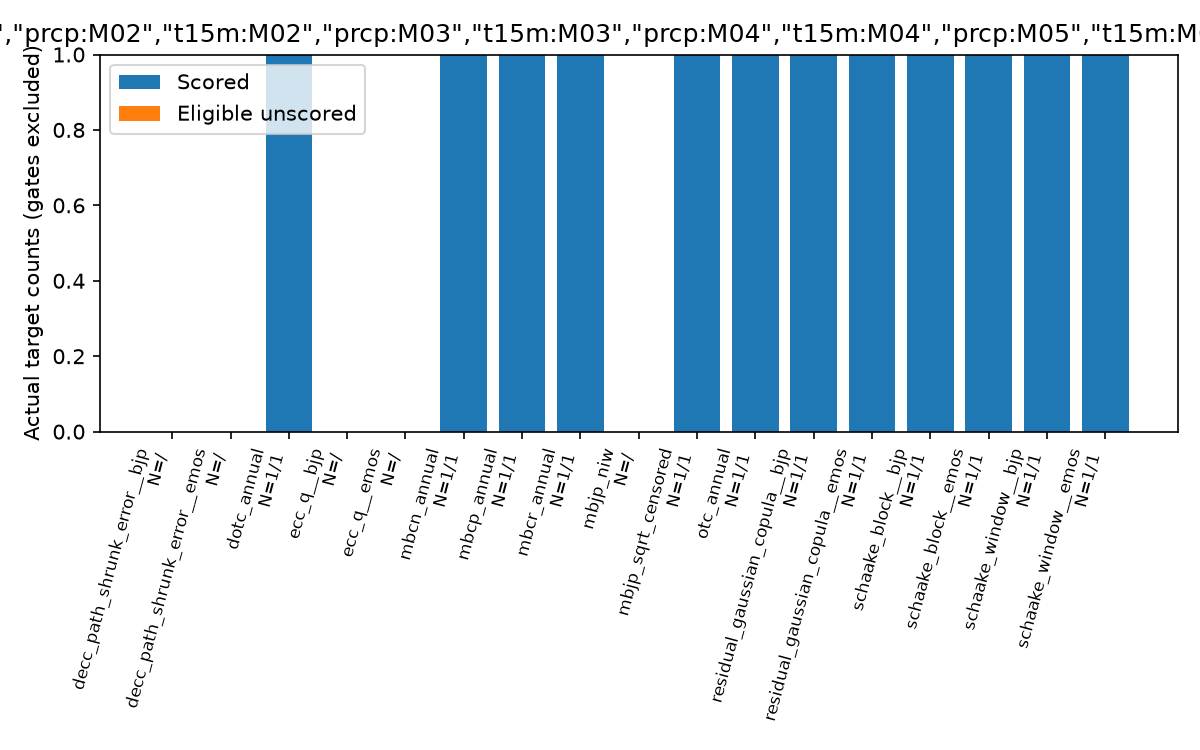 ","prcp:M02","t15m:M02","prcp:M03","t15m:M03","prcp:M04","t15m:M04","prcp:M05","t15m:M0
Actual target counts (gates excluded)
1.0
0.8
0.6
0.4
0.2
0.0
Scored
Eligible unscored
decc_path_shrunk_error__bjp
N=/
decc_path_shrunk_error__emos
N=/
dotc_annual
N=1/1
ecc_q__bjp
N=/
ecc_q__emos
N=/
mbcn_annual
N=1/1
mbcp_annual
N=1/1
mbcr_annual
N=1/1
mbjp_niw
N=/
mbjp_sqrt_censored
N=1/1
otc_annual
N=1/1
residual_gaussian_copula__bjp
N=1/1
residual_gaussian_copula__emos
N=1/1
schaake_block__bjp
N=1/1
schaake_block__emos
N=1/1
schaake_window__bjp
N=1/1
schaake_window__emos
N=1/1